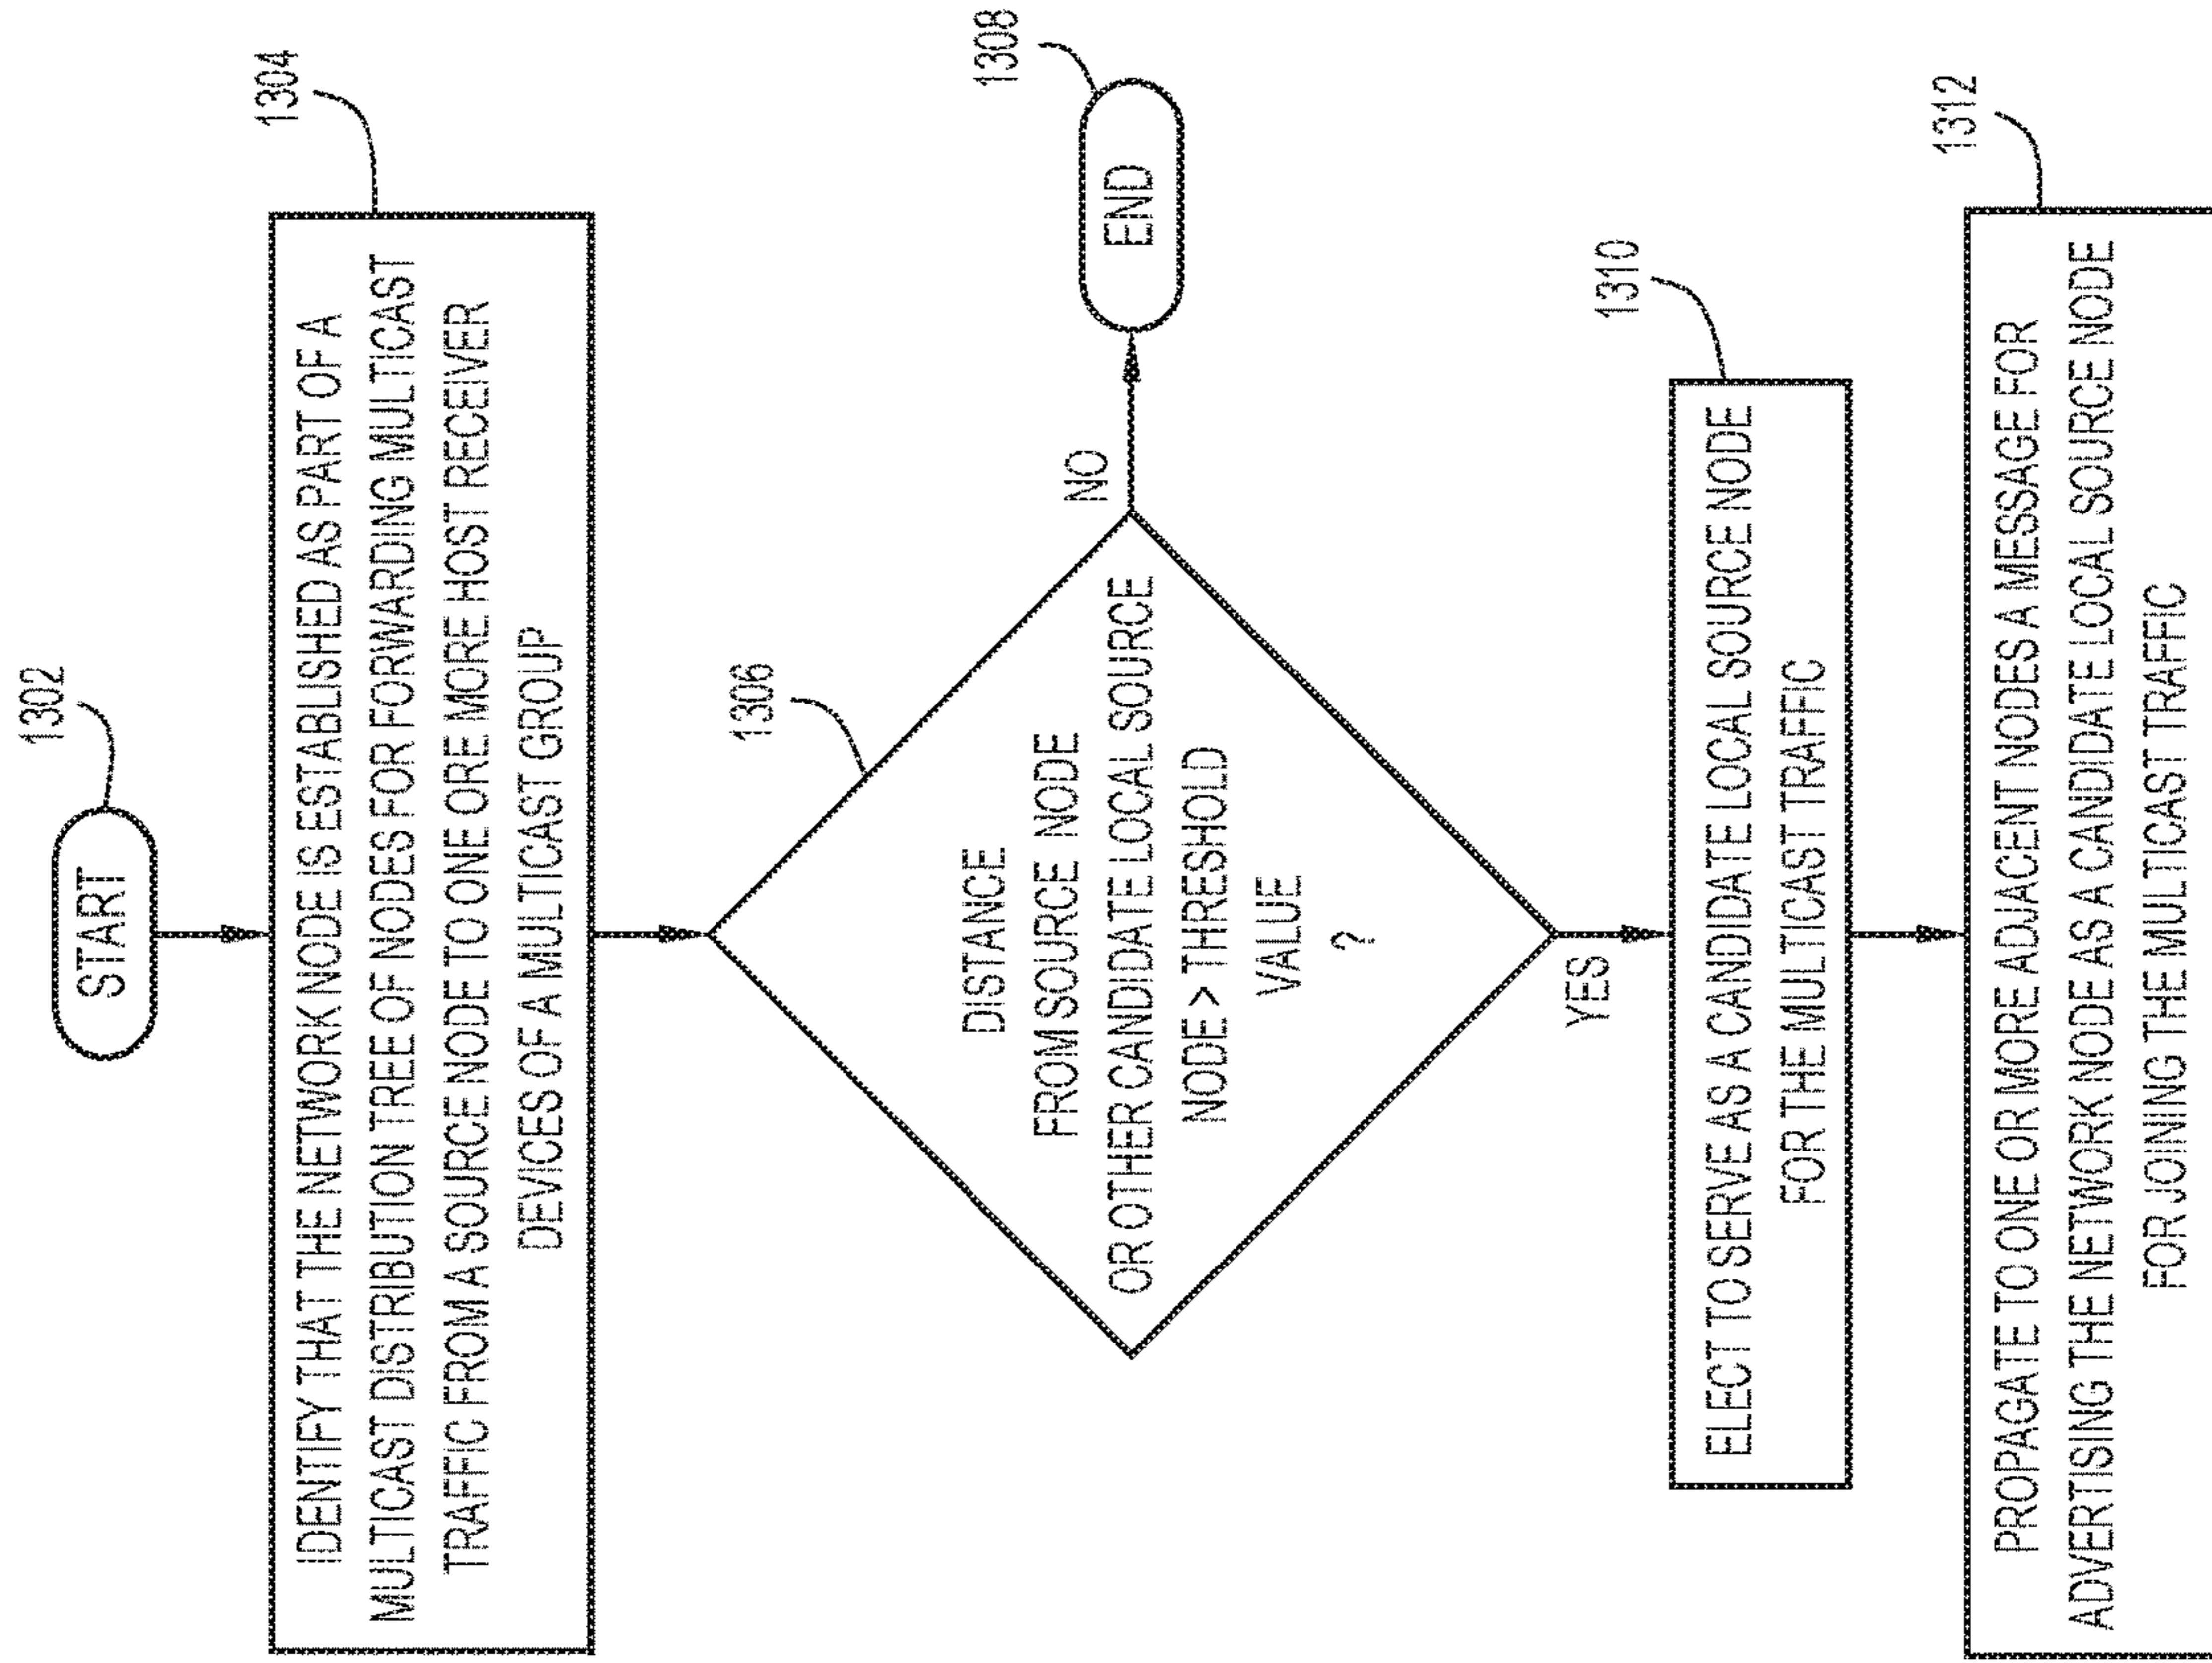 1302
START
1304
IDENTIFY THAT THE NETWORK NODE IS ESTABLISHED AS PART OF A
MULTICAST DISTRIBUTION TREE OF NODES FOR FORWARDING MULTICAST
TRAFFIC FROM A SOURCE NODE TO ONE ORE MORE HOST RECEIVER
DEVICES OF A MULTICAST GROUP
1306
DISTANCE
FROM SOURCE NODE
OR OTHER CANDIDATE LOCAL SOURCE
NODE > THRESHOLD
VALUE
?
NO
1308
END
YES
1310
ELECT TO SERVE AS A CANDIDATE LOCAL SOURCE NODE
FOR THE MULTICAST TRAFFIC
1312
PROPAGATE TO ONE OR MORE ADJACENT NODES A MESSAGE FOR
ADVERTISING THE NETWORK NODE AS A CANDIDATE LOCAL SOURCE NODE
FOR JOINING THE MULTICAST TRAFFIC